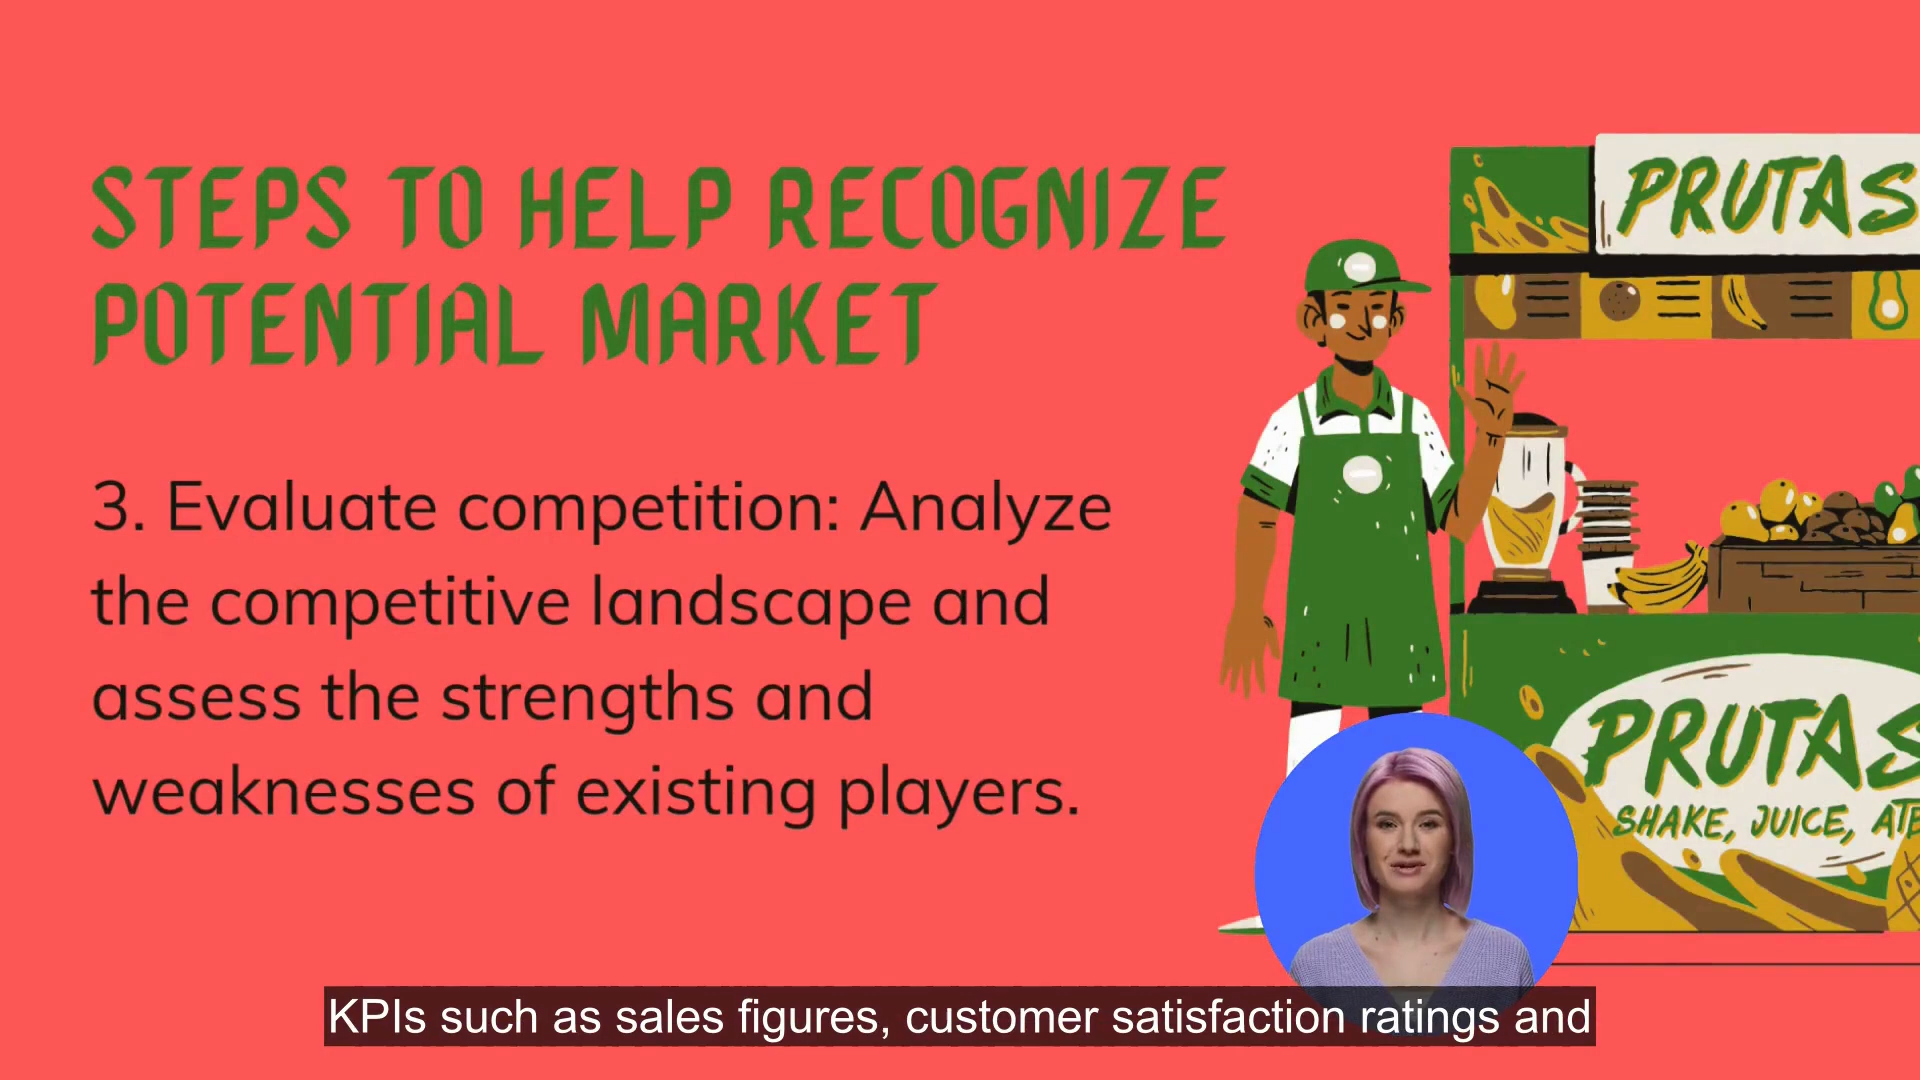 STEPS TO HELP RECOGNIZE
POTENTIAL MARKET
3. Evaluate competition: Analyze
the competitive landscape and
assess the strengths and
weaknesses of existing players.
PRUTAS
PRUTAS
SHAKE, JUICE,
KPIs such as sales figures, customer satisfaction ratings and